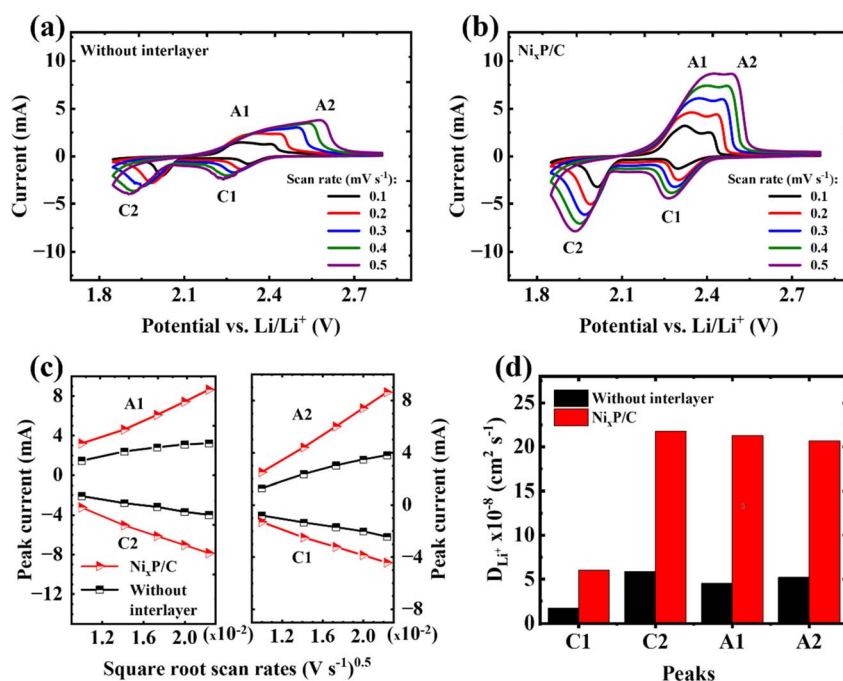 (a)
Without interlayer
A1
A2
C2
C1
Scan rate (mV s⁻¹):
0.1
0.2
0.3
0.4
0.5
Current (mA)
10
5
0
−5
−10
1.8
2.1
2.4
2.7
Potential vs. Li/Li⁺ (V)
(b)
NiₓP/C
A1
A2
C2
C1
Scan rate (mV s⁻¹):
0.1
0.2
0.3
0.4
0.5
Current (mA)
10
5
0
−5
−10
1.8
2.1
2.4
2.7
Potential vs. Li/Li⁺ (V)
(c)
A1
C2
NiₓP/C
Without
interlayer
Peak current (mA)
8
4
0
−4
−8
−12
1.2
1.6
2.0
(x10⁻²)
A2
C1
Peak current (mA)
8
4
0
−4
−8
1.2
1.6
2.0
(x10⁻²)
Square root scan rates (V s⁻¹)⁰·⁵
(d)
Without interlayer
NiₓP/C
D_Li⁺ x10⁻⁸ (cm² s⁻¹)
25
20
15
10
5
0
C1
C2
A1
A2
Peaks